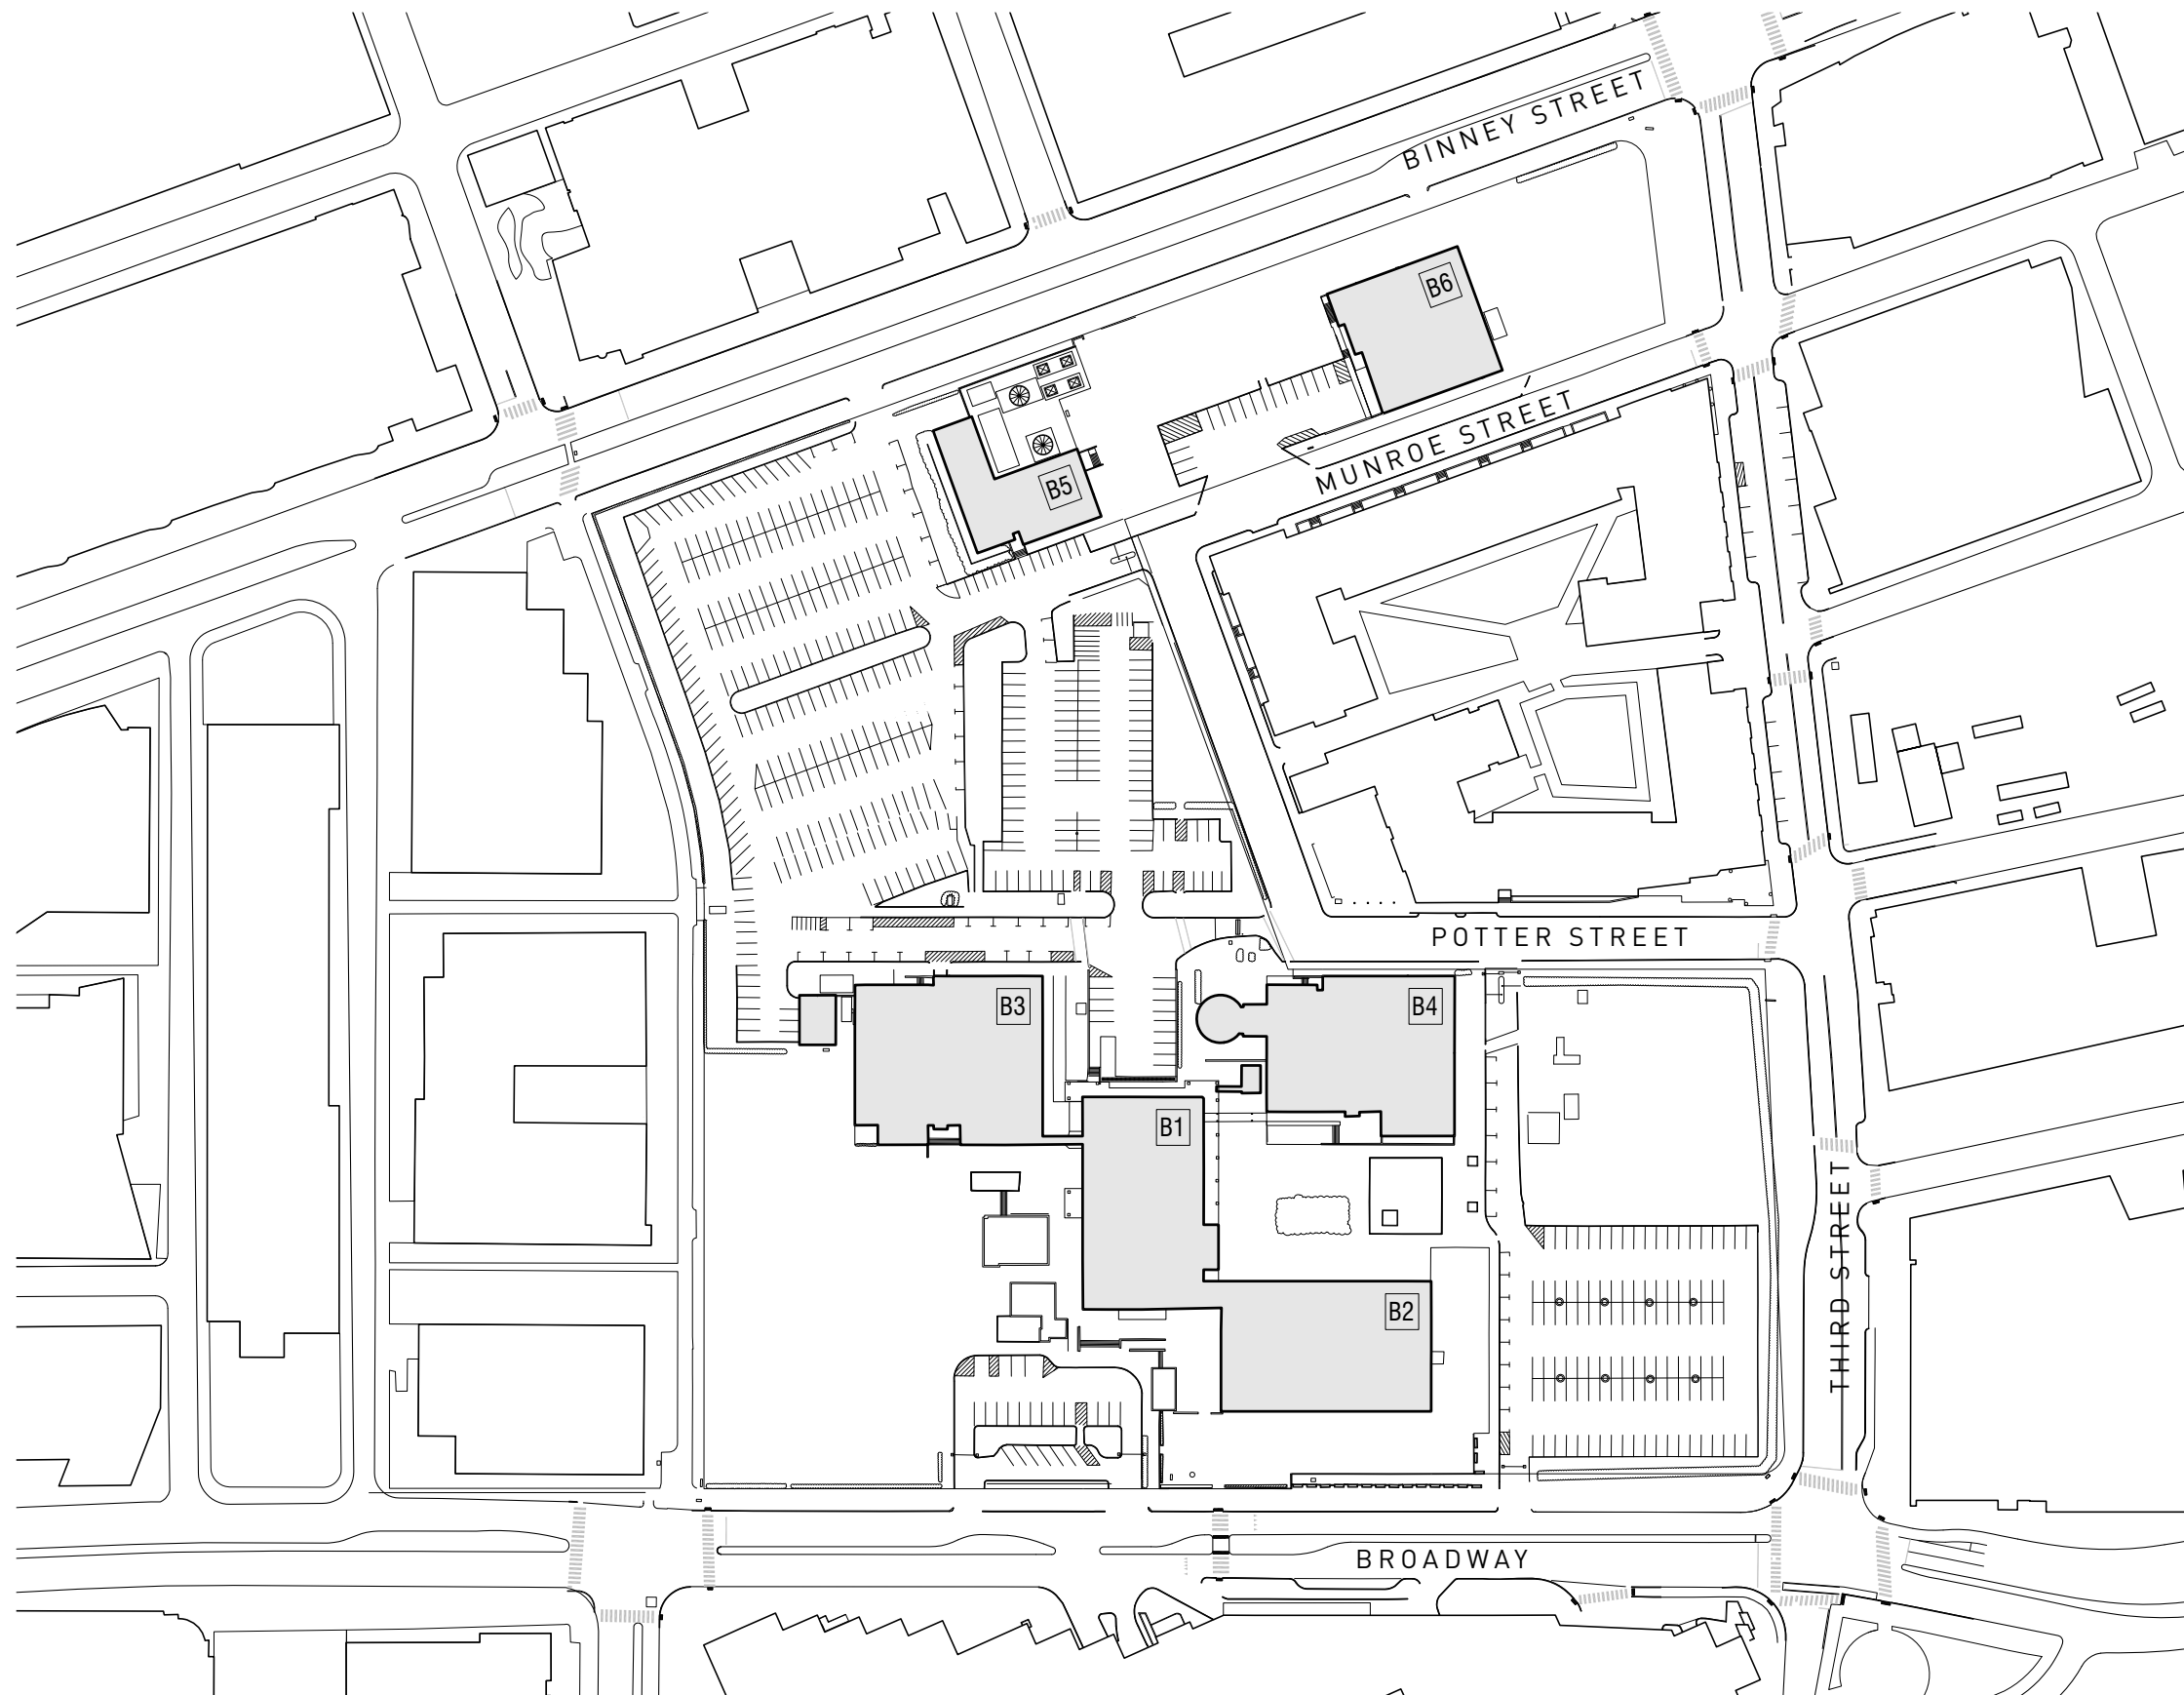 BINNEY STREET
B6
MUNROE STREET
B5
POTTER STREET
B3
B4
B1
THIRD STREET
B2
BROADWAY